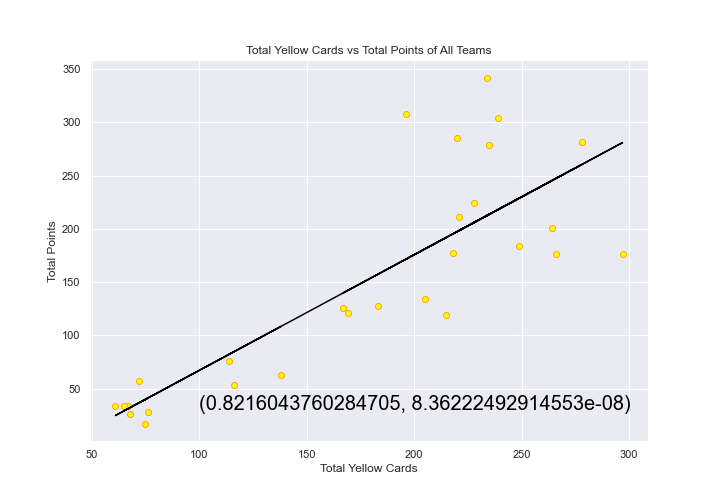 Total Yellow Cards vs Total Points of All Teams
350
300
250
200
150
100
50
Total Points
(0.8216043760284705, 8.36222492914553e-08)
50 100 150 200 250 300
Total Yellow Cards